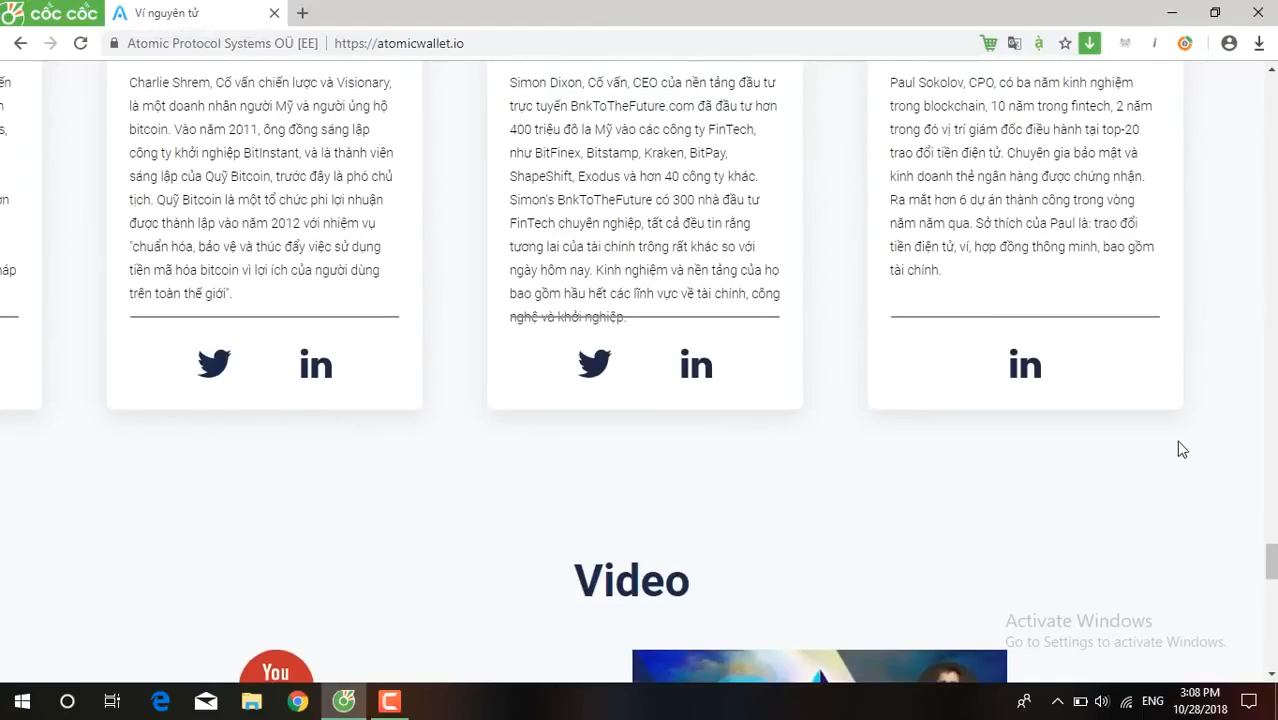 cốc cốc
Ví nguyên tử
Atomic Protocol Systems OÜ [EE]
https://atomicwallet.io
Charlie Shrem, Cố vấn chiến lược và Visionary,
là một doanh nhân người Mỹ và người ủng hộ
bitcoin. Vào năm 2011, ông đồng sáng lập
công ty khởi nghiệp BitInstant, và là thành viên
sáng lập của Quỹ Bitcoin, trước đây là phó chủ
tịch. Quỹ Bitcoin là một tổ chức phi lợi nhuận
được thành lập vào năm 2012 với nhiệm vụ
"chuẩn hóa, bảo vệ và thúc đẩy việc sử dụng
tiền mã hóa bitcoin vì lợi ích của người dùng
trên toàn thế giới".
Simon Dixon, Cố vấn, CEO của nền tảng đầu tư
trực tuyến BnkToTheFuture.com đã đầu tư hơn
400 triệu đô la Mỹ vào các công ty FinTech,
như BitFinex, Bitstamp, Kraken, BitPay,
ShapeShift, Exodus và hơn 40 công ty khác.
Simon's BnkToTheFuture có 300 nhà đầu tư
FinTech chuyên nghiệp, tất cả đều tin rằng
tương lai của tài chính trông rất khác so với
ngày hôm nay. Kinh nghiệm và nền tảng của họ
bao gồm hầu hết các lĩnh vực về tài chính, công
nghệ và khởi nghiệp.
Paul Sokolov, CPO, có ba năm kinh nghiệm
trong blockchain, 10 năm trong fintech, 2 năm
trong đó vị trí giám đốc điều hành tại top-20
trao đổi tiền điện tử. Chuyên gia bảo mật và
kinh doanh thẻ ngân hàng được chứng nhận.
Ra mắt hơn 6 dự án thành công trong vòng
năm năm qua. Sở thích của Paul là: trao đổi
tiền điện tử, ví, hợp đồng thông minh, bao gồm
tài chính.
in
in
in
Video
You
Activate Windows
Go to Settings to activate Windows.
ENG
3:08 PM
10/28/2018